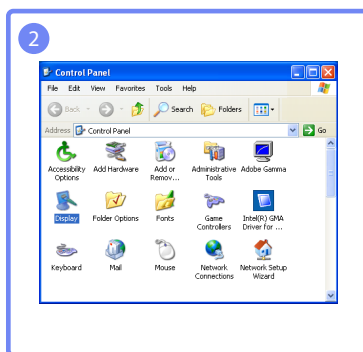 2
Control Panel
File Edit View Favorites Tools Help
Back Search Folders
Address Control Panel Go
Accessibility Options Add Hardware Add or Remov... Administrative Tools Adobe Gamma
Display Folder Options Fonts Game Controllers Intel(R) GMA Driver for ...
Keyboard Mail Mouse Network Connections Network Setup Wizard